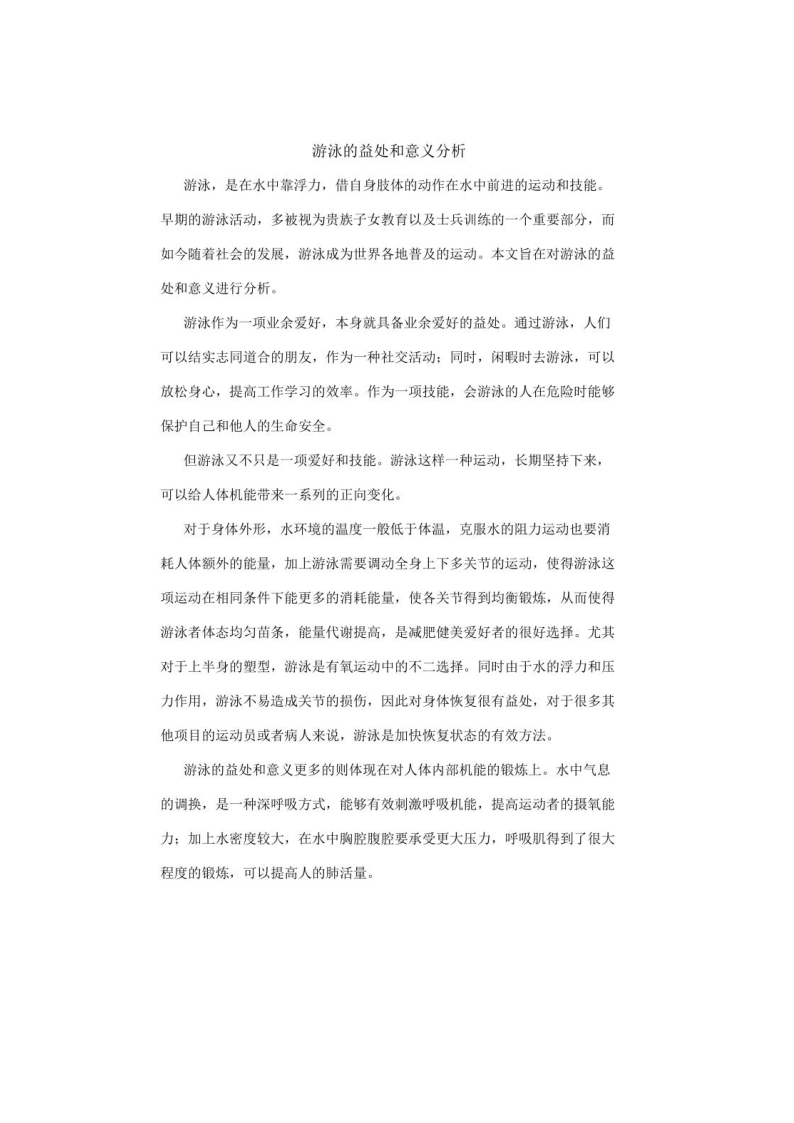 游泳的益处和意义分析
游泳，是在水中靠浮力，借自身肢体的动作在水中前进的运动和技能。
早期的游泳活动，多被视为贵族子女教育以及士兵训练的一个重要部分，而
如今随着社会的发展，游泳成为世界各地普及的运动。本文旨在对游泳的益
处和意义进行分析。
游泳作为一项业余爱好，本身就具备业余爱好的益处。通过游泳，人们
可以结实志同道合的朋友，作为一种社交活动；同时，闲暇时去游泳，可以
放松身心，提高工作学习的效率。作为一项技能，会游泳的人在危险时能够
保护自己和他人的生命安全。
但游泳又不只是一项爱好和技能。游泳这样一种运动，长期坚持下来，
可以给人体机能带来一系列的正向变化。
对于身体外形，水环境的温度一般低于体温，克服水的阻力运动也要消
耗人体额外的能量，加上游泳需要调动全身上下多关节的运动，使得游泳这
项运动在相同条件下能更多的消耗能量，使各关节得到均衡锻炼，从而使得
游泳者体态均匀苗条，能量代谢提高，是减肥健美爱好者的很好选择。尤其
对于上半身的塑型，游泳是有氧运动中的不二选择。同时由于水的浮力和压
力作用，游泳不易造成关节的损伤，因此对身体恢复很有益处，对于很多其
他项目的运动员或者病人来说，游泳是加快恢复状态的有效方法。
游泳的益处和意义更多的则体现在对人体内部机能的锻炼上。水中气息
的调换，是一种深呼吸方式，能够有效刺激呼吸机能，提高运动者的摄氧能
力；加上水密度较大，在水中胸腔腹腔要承受更大压力，呼吸肌得到了很大
程度的锻炼，可以提高人的肺活量。